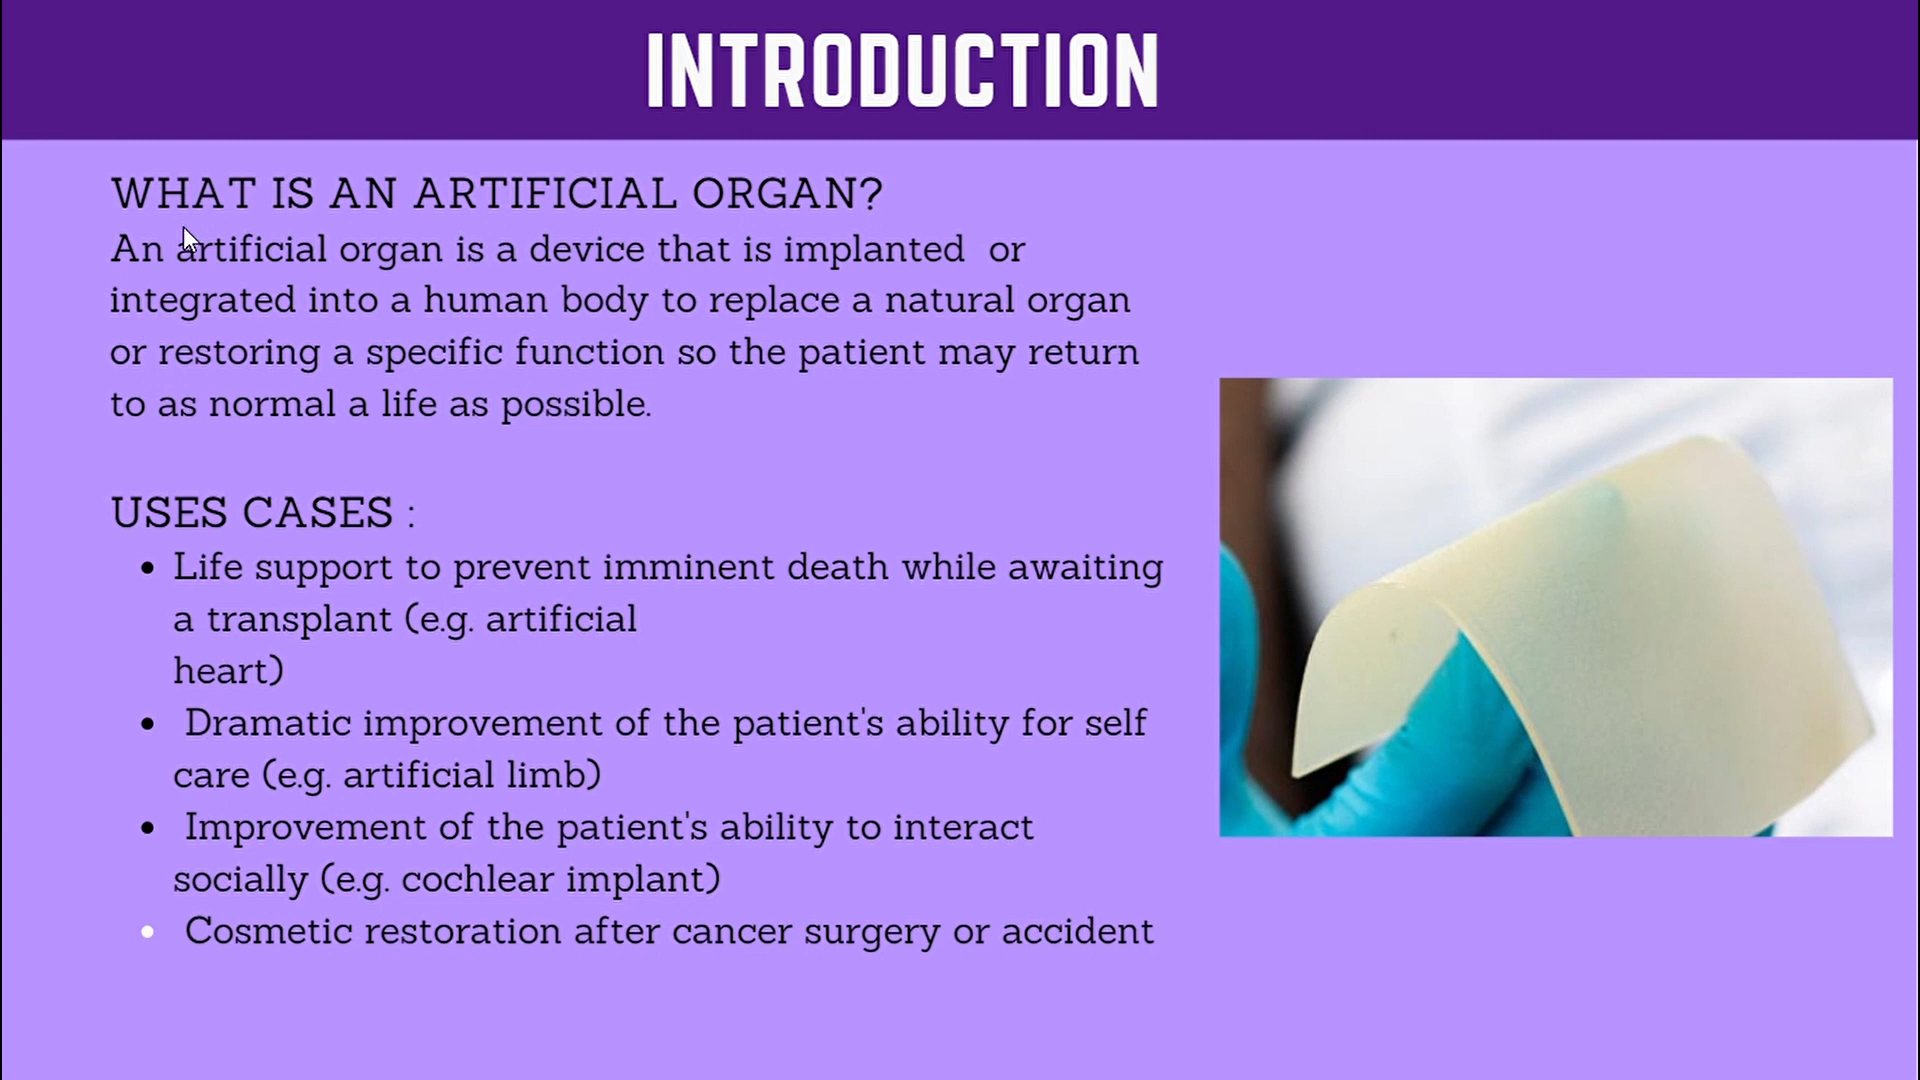 INTRODUCTION
WHAT IS AN ARTIFICIAL ORGAN?
An artificial organ is a device that is implanted  or
integrated into a human body to replace a natural organ
or restoring a specific function so the patient may return
to as normal a life as possible.
USES CASES :
• Life support to prevent imminent death while awaiting
a transplant (e.g. artificial
heart)
• Dramatic improvement of the patient's ability for self
care (e.g. artificial limb)
• Improvement of the patient's ability to interact
socially (e.g. cochlear implant)
• Cosmetic restoration after cancer surgery or accident